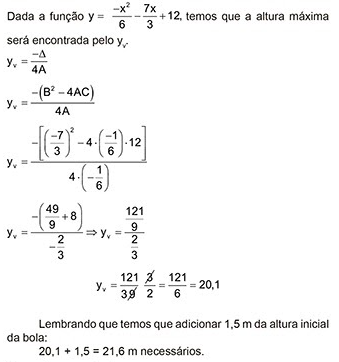 Dada a função y = \frac{-x^2}{6} - \frac{7x}{3} + 12, temos que a altura máxima
será encontrada pelo y_v.
y_v = \frac{-\Delta}{4A}
y_v = \frac{-(B^2 - 4AC)}{4A}
y_v = \frac{-\left[\left(\frac{-7}{3}\right)^2 - 4 \cdot \left(\frac{-1}{6}\right) \cdot 12\right]}{4 \cdot \left(-\frac{1}{6}\right)}
y_v = \frac{-\left(\frac{49}{9} + 8\right)}{-\frac{2}{3}} ⇒ y_v = \frac{\frac{121}{9}}{\frac{2}{3}}
y_v = \frac{121}{3 \cancel{9}} \frac{\cancel{3}}{2} = \frac{121}{6} = 20,1
Lembrando que temos que adicionar 1,5 m da altura inicial
da bola:
20,1 + 1,5 = 21,6 m necessários.